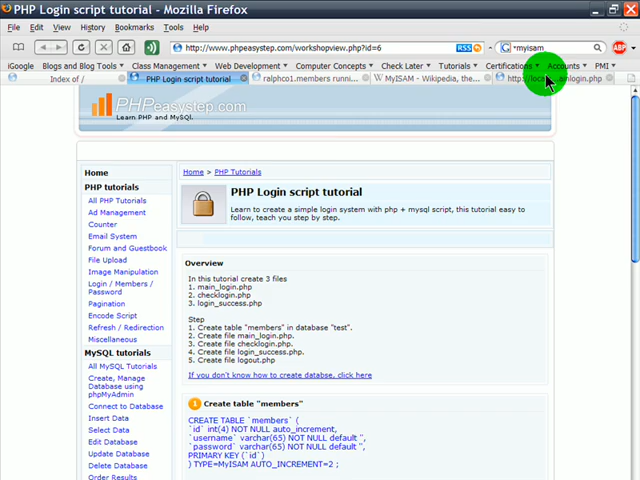 PHP Login script tutorial - Mozilla Firefox
File Edit View History Bookmarks Tools Help
http://www.phpeasystep.com/workshopview.php?id=6 RSS G *myisam ABP
iGoogle Blogs and Blog Tools Class Management Web Development Computer Concepts Check Later Tutorials Certifications Accounts PMI
Index of / PHP Login script tutorial ralphco1.members runni... W MyISAM - Wikipedia, the...
PHPeasystep.com
Learn PHP and MySQL.
Home
PHP tutorials
All PHP Tutorials
Ad Management
Counter
Email System
Forum and Guestbook
File Upload
Image Manipulation
Login / Members /
Password
Pagination
Encode Script
Refresh / Redirection
Miscellaneous
MySQL tutorials
All MySQL Tutorials
Create, Manage
Database using
phpMyAdmin
Connect to Database
Insert Data
Select Data
Edit Database
Update Database
Delete Database
Order Results
Home > PHP Tutorials
PHP Login script tutorial
Learn to create a simple login system with php + mysql script, this tutorial easy to
follow, teach you step by step.
Overview
In this tutorial create 3 files
1. main_login.php
2. checklogin.php
3. login_success.php
Step
1. Create table "members" in database "test".
2. Create file main_login.php.
3. Create file checklogin.php.
4. Create file login_success.php.
5. Create file logout.php
If you don't know how to create databse, click here
1 Create table "members"
CREATE TABLE `members` (
`id` int(4) NOT NULL auto_increment,
`username` varchar(65) NOT NULL default '',
`password` varchar(65) NOT NULL default '',
PRIMARY KEY (`id`)
) TYPE=MyISAM AUTO_INCREMENT=2 ;